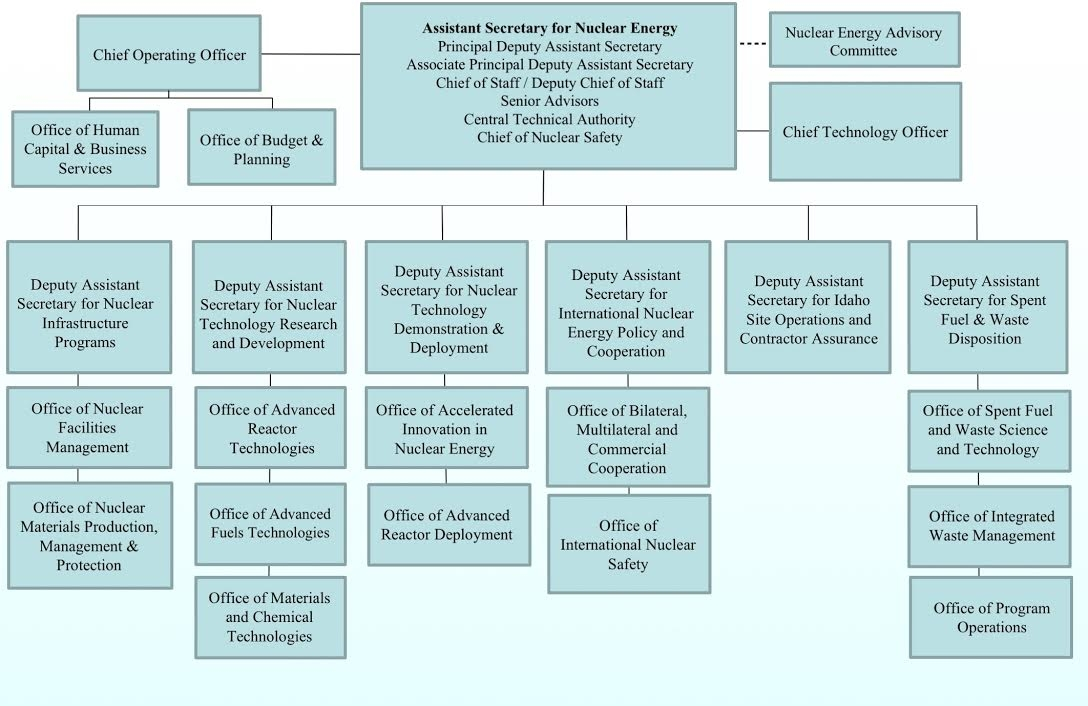 Chief Operating Officer
Assistant Secretary for Nuclear Energy
Principal Deputy Assistant Secretary
Associate Principal Deputy Assistant Secretary
Chief of Staff / Deputy Chief of Staff
Senior Advisors
Central Technical Authority
Chief of Nuclear Safety
Nuclear Energy Advisory
Committee
Office of Human
Capital & Business
Services
Office of Budget &
Planning
Chief Technology Officer
Deputy Assistant
Secretary for Nuclear
Infrastructure
Programs
Deputy Assistant
Secretary for Nuclear
Technology Research
and Development
Deputy Assistant
Secretary for Nuclear
Technology
Demonstration &
Deployment
Deputy Assistant
Secretary for
International Nuclear
Energy Policy and
Cooperation
Deputy Assistant
Secretary for Idaho
Site Operations and
Contractor Assurance
Deputy Assistant
Secretary for Spent
Fuel & Waste
Disposition
Office of Nuclear
Facilities
Management
Office of Advanced
Reactor
Technologies
Office of Accelerated
Innovation in
Nuclear Energy
Office of Bilateral,
Multilateral and
Commercial
Cooperation
Office of Spent Fuel
and Waste Science
and Technology
Office of Nuclear
Materials Production,
Management &
Protection
Office of Advanced
Fuels Technologies
Office of Advanced
Reactor Deployment
Office of
International Nuclear
Safety
Office of Integrated
Waste Management
Office of Materials
and Chemical
Technologies
Office of Program
Operations